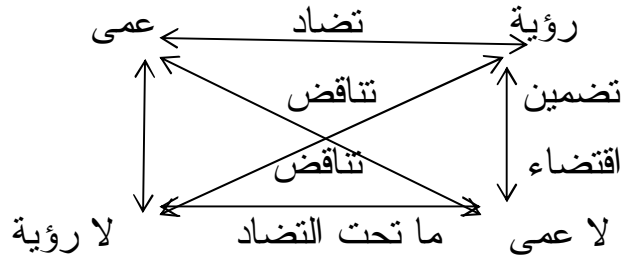 رؤية تضاد عمى
تناقض تضمين
تناقض اقتضاء
لا عمى ما تحت التضاد لا رؤية